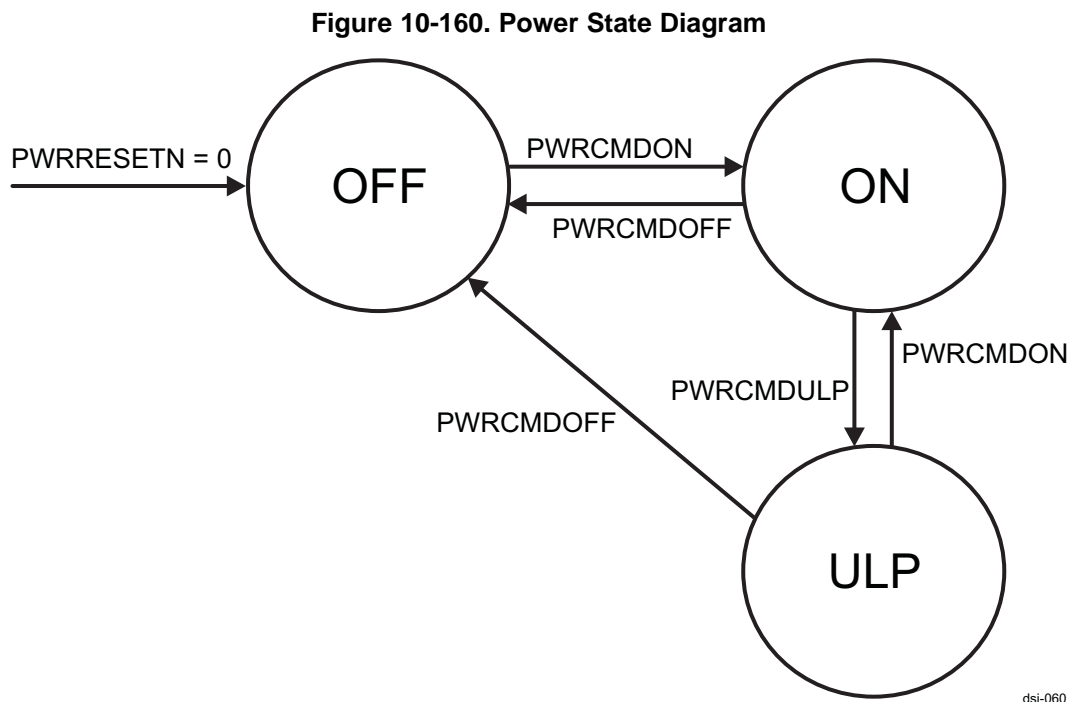 Figure 10-160. Power State Diagram
PWRRESETN = 0
OFF
PWRCMDON
PWRCMDOFF
ON
PWRCMDULP
PWRCMDON
PWRCMDOFF
ULP
dsi-060